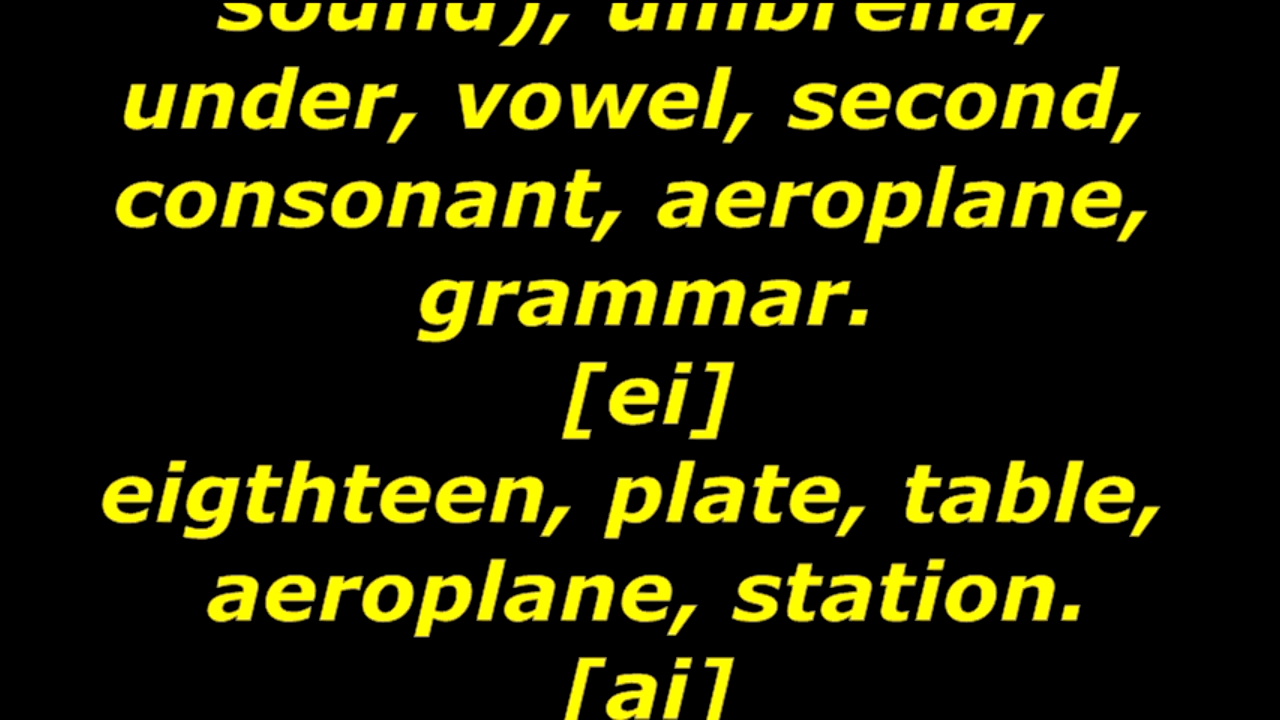 sound), umbrella,
under, vowel, second,
consonant, aeroplane,
grammar.
[ei]
eigthteen, plate, table,
aeroplane, station.
[ai]